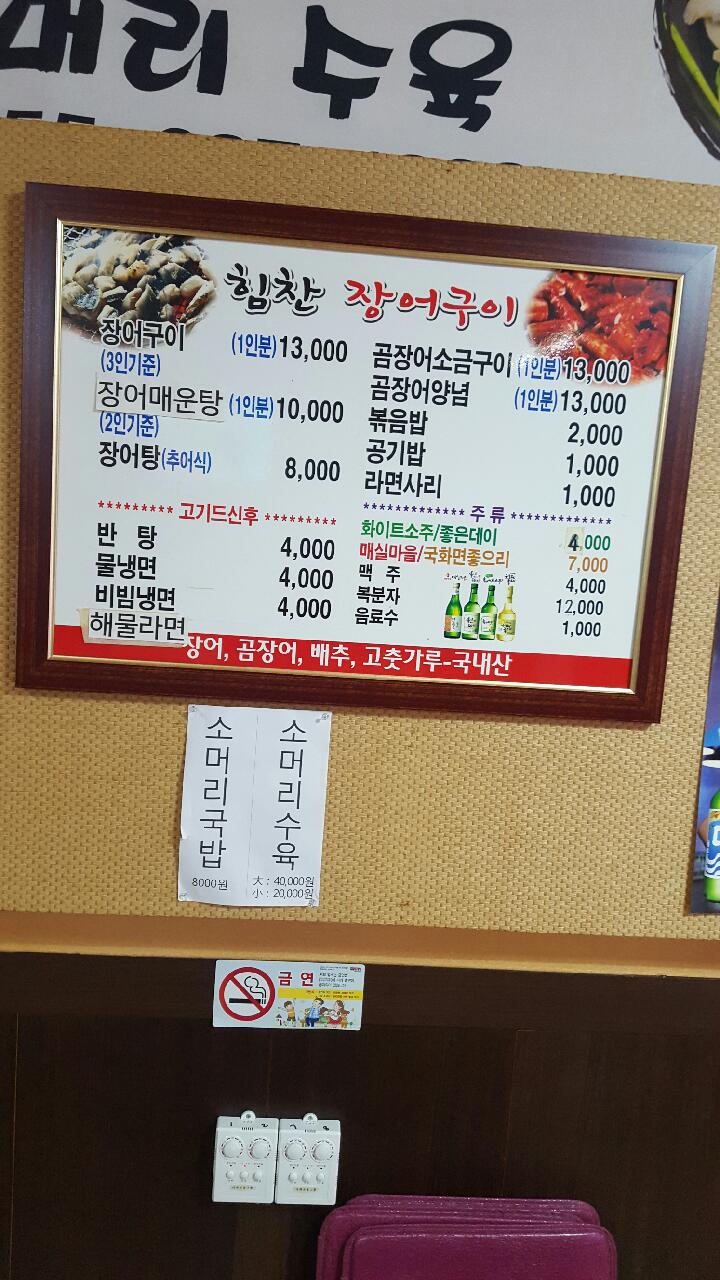 머리 수육
힘찬 장어구이
장어구이 (1인분) 13,000
(3인기준)
장어매운탕 (1인분) 10,000
(2인기준)
장어탕(추어식) 8,000
곰장어소금구이 (1인분) 13,000
곰장어양념 (1인분) 13,000
볶음밥 2,000
공기밥 1,000
라면사리 1,000
********* 고기드신후 *********
반 탕 4,000
물냉면 4,000
비빔냉면 4,000
해물라면
************* 주 류 *************
화이트소주/좋은데이 4,000
매실마을/국화면좋으리 7,000
맥 주 4,000
복분자 12,000
음료수 1,000
장어, 곰장어, 배추, 고춧가루-국내산
소머리국밥
8000원
소머리수육
大 : 40,000원
小 : 20,000원
금연